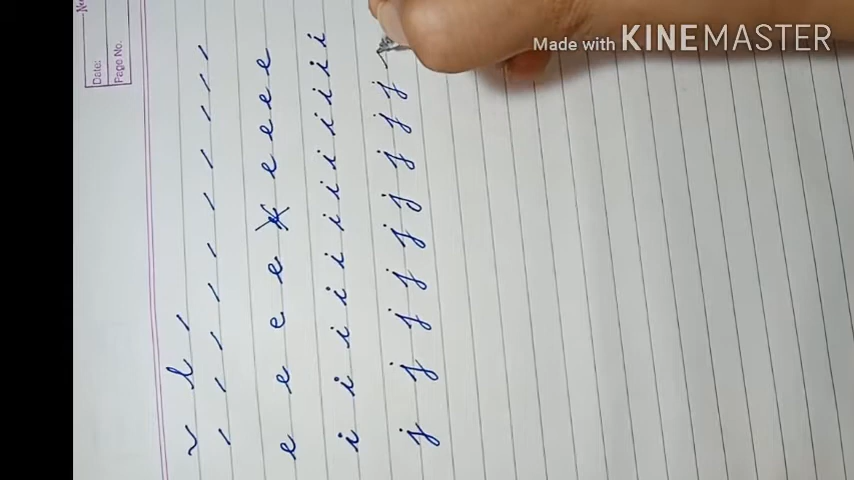 Date:
Page No.
~ l /
/ / / / / / / / / /
e e e e e e e e
i i i i i i i i i i i i
j j j j j j j j j
Made with KINEMASTER